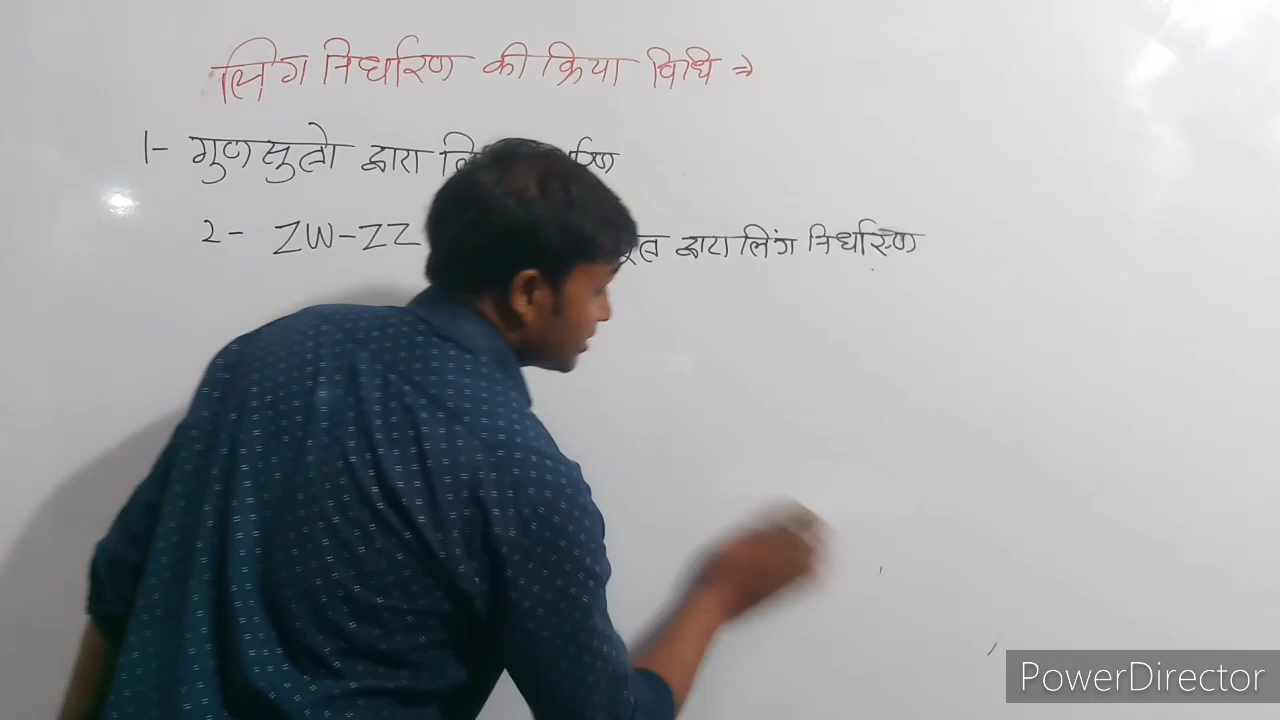 लिंग निर्धारण की क्रिया विधि ⇒
1- गुणसुत्रो द्वारा
2- ZW-ZZ द्वारा लिंग निर्धारण
PowerDirector